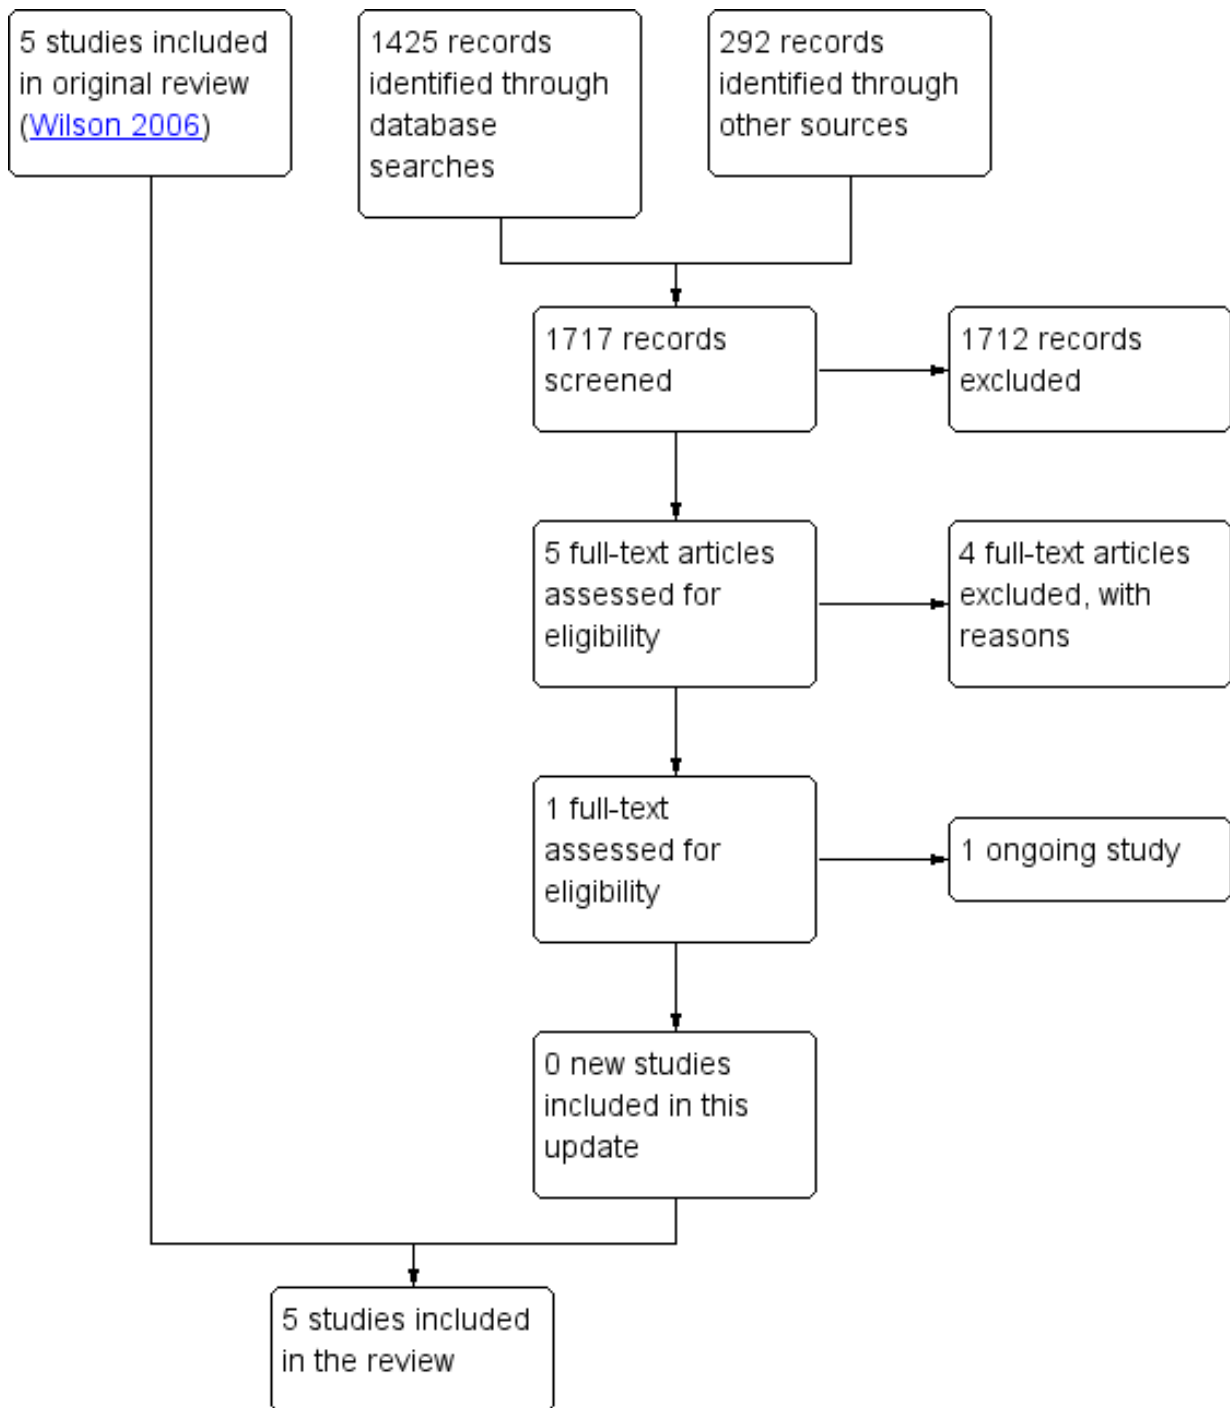 5 studies included
in original review
(Wilson 2006)
1425 records
identified through
database
searches
292 records
identified through
other sources
1717 records
screened
1712 records
excluded
5 full-text articles
assessed for
eligibility
4 full-text articles
excluded, with
reasons
1 full-text
assessed for
eligibility
1 ongoing study
0 new studies
included in this
update
5 studies included
in the review